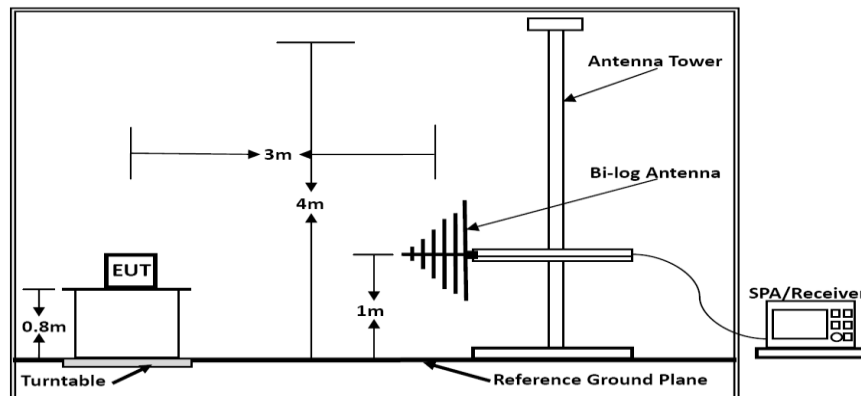 Antenna Tower
3m
Bi-log Antenna
4m
EUT
1m
0.8m
SPA/Receiver
Turntable
Reference Ground Plane